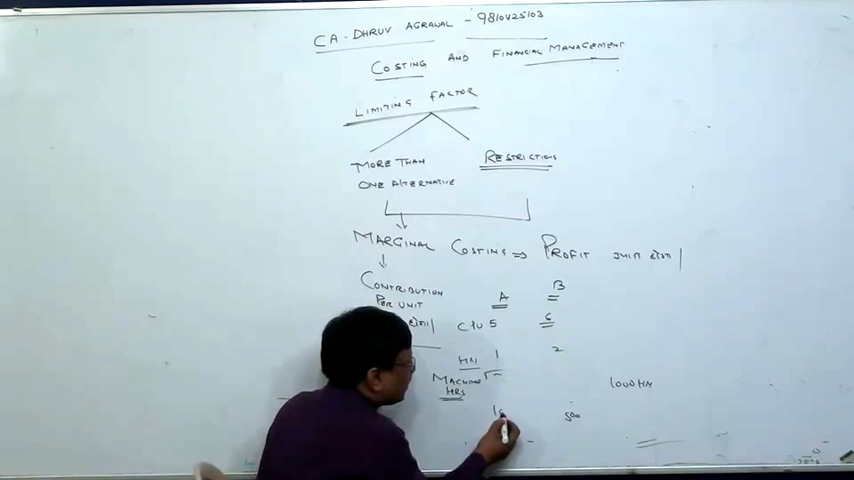 CA - DHRUV AGRAWAL - 9810425103
COSTING AND FINANCIAL MANAGEMENT
LIMITING FACTOR
MORE THAN
ONE ALTERNATIVE
RESTRICTIONS
MARGINAL COSTING ⇒ PROFIT
CONTRIBUTION
PER UNIT
A B
C/U 5 6
HRS 1 2
MACHINE
HRS
1000 HRS
500